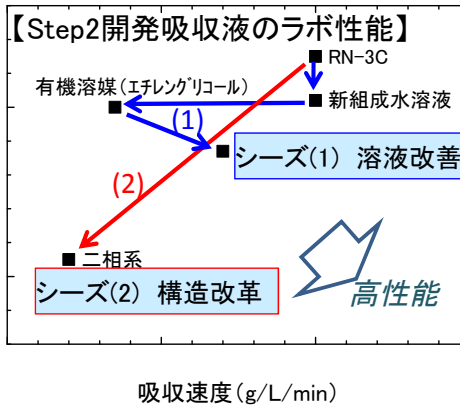 【Step2開発吸収液のラボ性能】
RN-3C
有機溶媒(エチレングリコール)
新組成水溶液
(1)
シーズ(1) 溶液改善
(2)
二相系
シーズ(2) 構造改革
高性能
吸収速度(g/L/min)